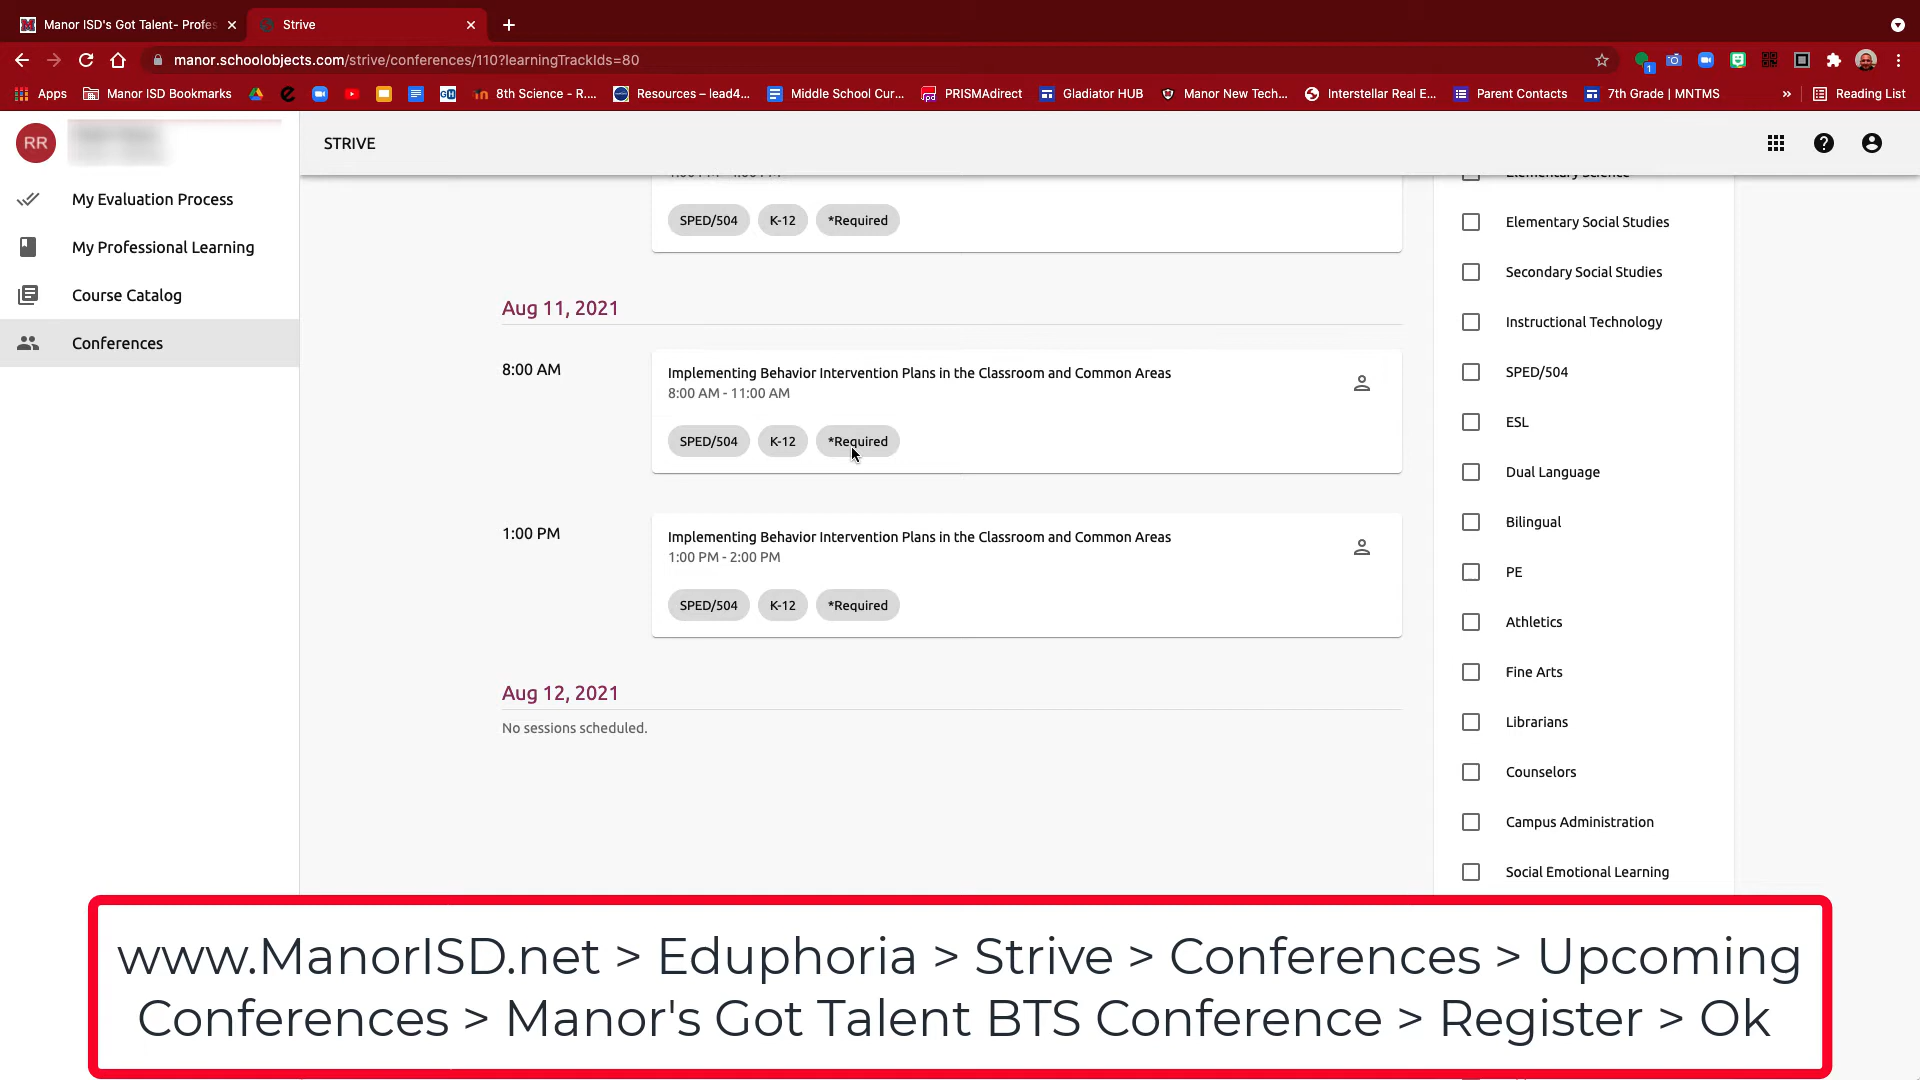 Manor ISD's Got Talent- Profes
Strive
manor.schoolobjects.com/strive/conferences/110?learningTrackIds=80
Apps
Manor ISD Bookmarks
8th Science - R....
Resources – lead4...
Middle School Cur...
PRISMAdirect
Gladiator HUB
Manor New Tech...
Interstellar Real E...
Parent Contacts
7th Grade | MNTMS
»
Reading List
RR
STRIVE
My Evaluation Process
My Professional Learning
Course Catalog
Conferences
SPED/504 K-12 *Required
Aug 11, 2021
8:00 AM
Implementing Behavior Intervention Plans in the Classroom and Common Areas
8:00 AM - 11:00 AM
SPED/504 K-12 *Required
1:00 PM
Implementing Behavior Intervention Plans in the Classroom and Common Areas
1:00 PM - 2:00 PM
SPED/504 K-12 *Required
Aug 12, 2021
No sessions scheduled.
Elementary Science
Elementary Social Studies
Secondary Social Studies
Instructional Technology
SPED/504
ESL
Dual Language
Bilingual
PE
Athletics
Fine Arts
Librarians
Counselors
Campus Administration
Social Emotional Learning
www.ManorISD.net > Eduphoria > Strive > Conferences > Upcoming
Conferences > Manor's Got Talent BTS Conference > Register > Ok